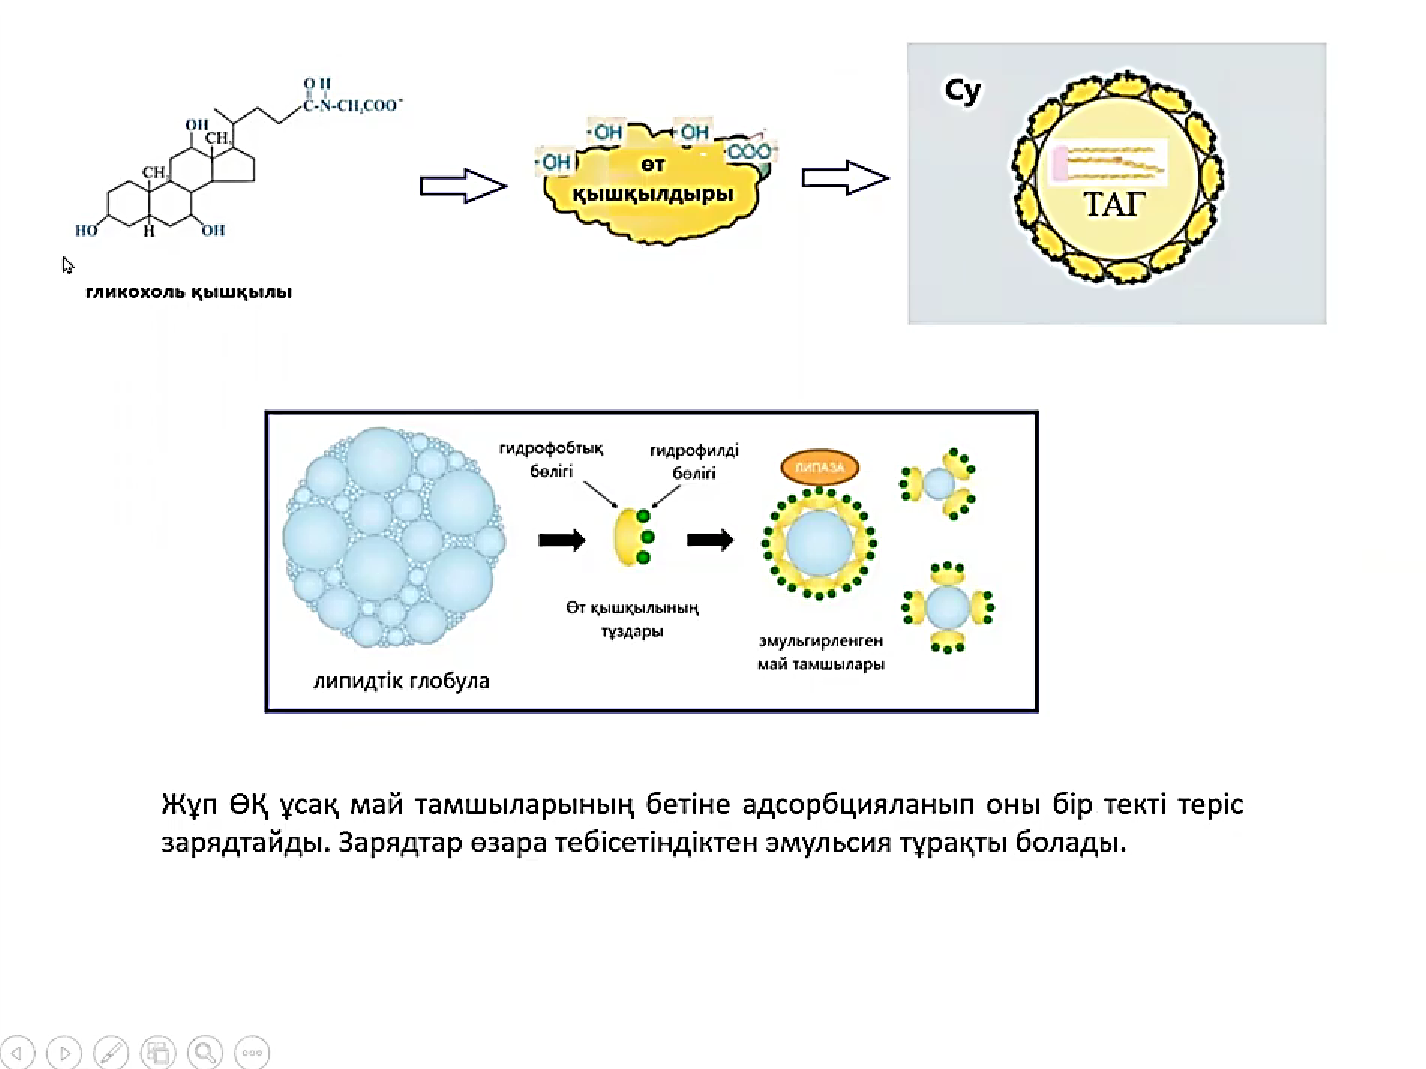 O H
C-N-CH₂COO⁻
OH
CH₃
CH₃
HO
H
OH
гликохоль қышқылы
OH
OH
OH
COO⁻
өт
қышқылдыры
Су
ТАГ
гидрофобтық
бөлігі
гидрофилді
бөлігі
ЛИПАЗА
Өт қышқылының
тұздары
эмульгирленген
май тамшылары
липидтік глобула
Жұп ӨҚ ұсақ май тамшыларының бетіне адсорбцияланып оны бір текті теріс
зарядтайды. Зарядтар өзара тебісетіндіктен эмульсия тұрақты болады.